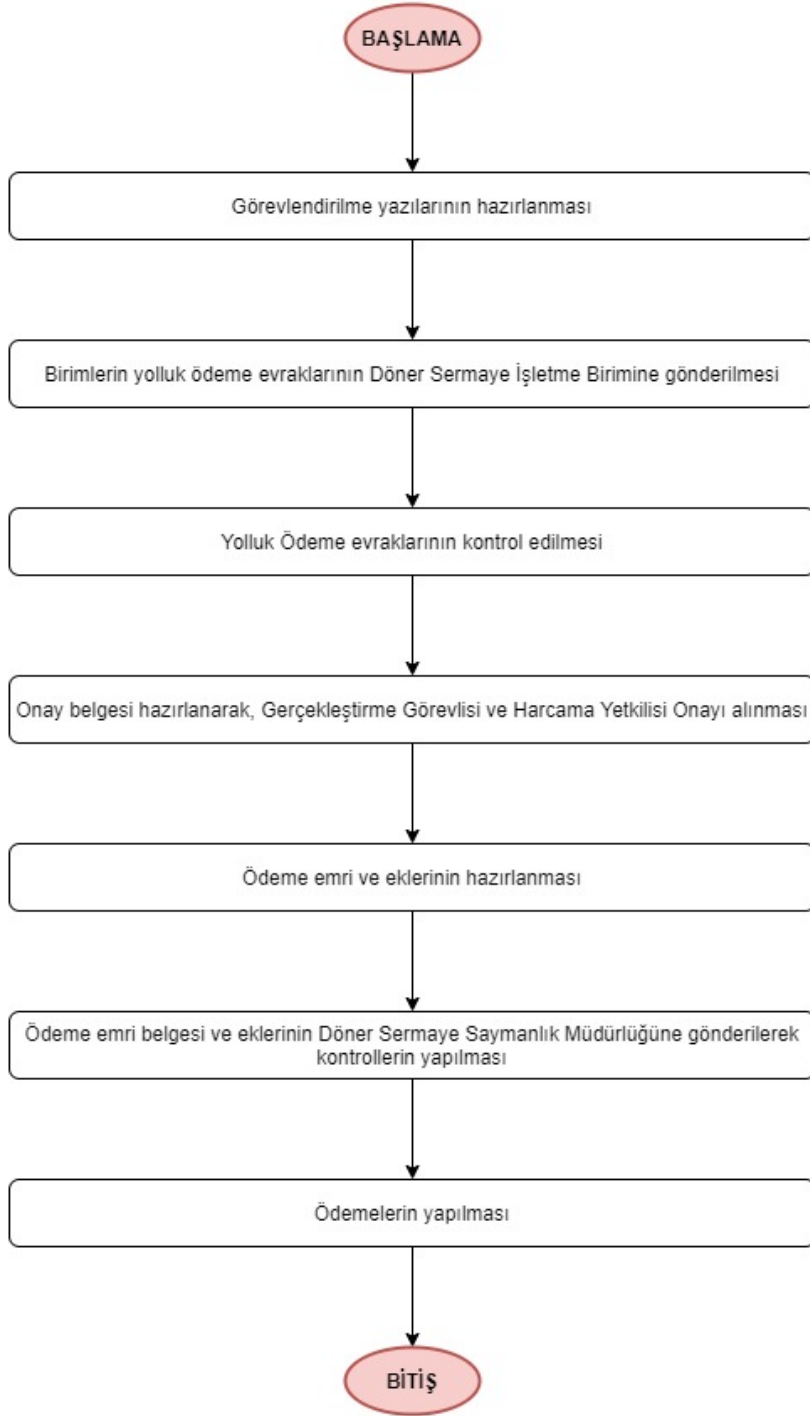 BAŞLAMA
Görevlendirilme yazılarının hazırlanması
Birimlerin yolluk ödeme evraklarının Döner Sermaye İşletme Birimine gönderilmesi
Yolluk Ödeme evraklarının kontrol edilmesi
Onay belgesi hazırlanarak, Gerçekleştirme Görevlisi ve Harcama Yetkilisi Onayı alınması
Ödeme emri ve eklerinin hazırlanması
Ödeme emri belgesi ve eklerinin Döner Sermaye Saymanlık Müdürlüğüne gönderilerek
kontrollerin yapılması
Ödemelerin yapılması
BİTİŞ